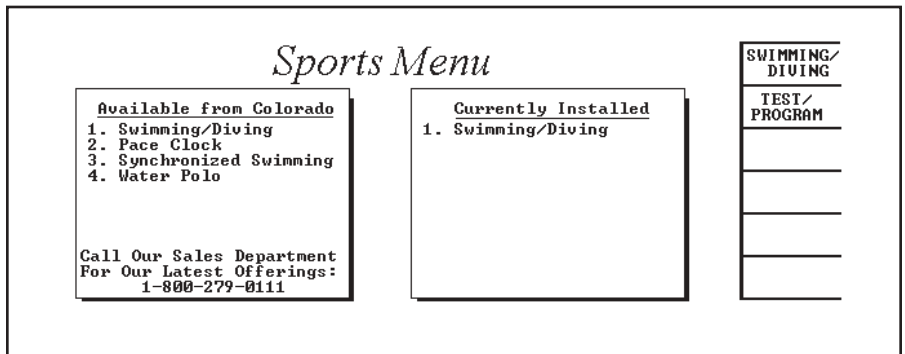 Sports Menu
Available from Colorado
1. Swimming/Diving
2. Pace Clock
3. Synchronized Swimming
4. Water Polo
Call Our Sales Department
For Our Latest Offerings:
1-800-279-0111
Currently Installed
1. Swimming/Diving
SWIMMING/
DIVING
TEST/
PROGRAM